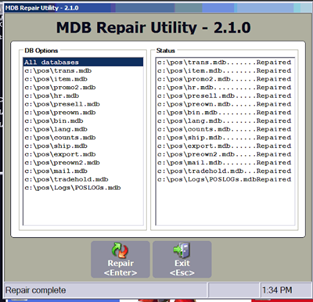 MDB Repair Utility - 2.1.0
MDB Repair Utility - 2.1.0
DB Options
All databases
c:\pos\trans.mdb
c:\pos\item.mdb
c:\pos\promo2.mdb
c:\pos\hr.mdb
c:\pos\presell.mdb
c:\pos\preown.mdb
c:\pos\bin.mdb
c:\pos\lang.mdb
c:\pos\counts.mdb
c:\pos\ship.mdb
c:\pos\export.mdb
c:\pos\preown2.mdb
c:\pos\mail.mdb
c:\pos\tradehold.mdb
c:\pos\Logs\POSLOGs.mdb
Status
c:\pos\trans.mdb.......Repaired
c:\pos\item.mdb........Repaired
c:\pos\promo2.mdb......Repaired
c:\pos\hr.mdb..........Repaired
c:\pos\presell.mdb.....Repaired
c:\pos\preown.mdb......Repaired
c:\pos\bin.mdb.........Repaired
c:\pos\lang.mdb........Repaired
c:\pos\counts.mdb......Repaired
c:\pos\ship.mdb........Repaired
c:\pos\export.mdb......Repaired
c:\pos\preown2.mdb.....Repaired
c:\pos\mail.mdb........Repaired
c:\pos\tradehold.mdb...Repaired
c:\pos\Logs\POSLOGs.mdbRepaired
Repair
<Enter>
Exit
<Esc>
Repair complete
1:34 PM